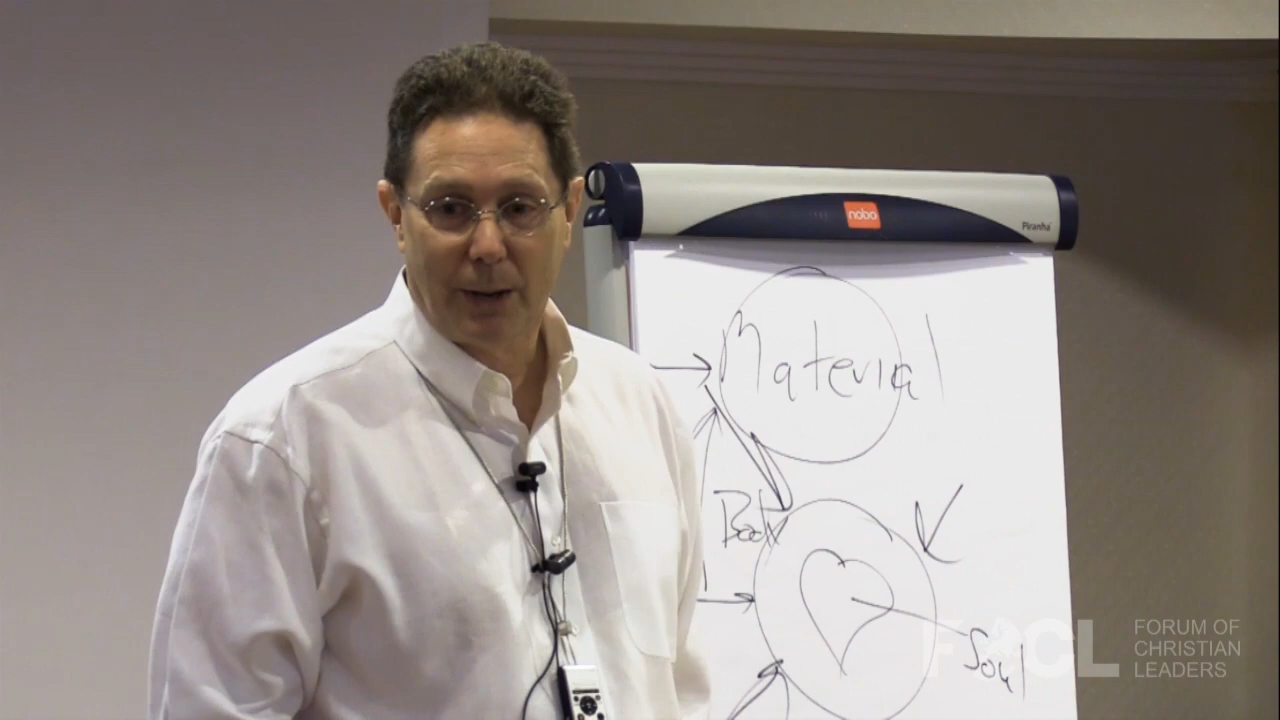 nobo
Piranha
Material
Body
Soul
FOCL
FORUM OF
CHRISTIAN
LEADERS